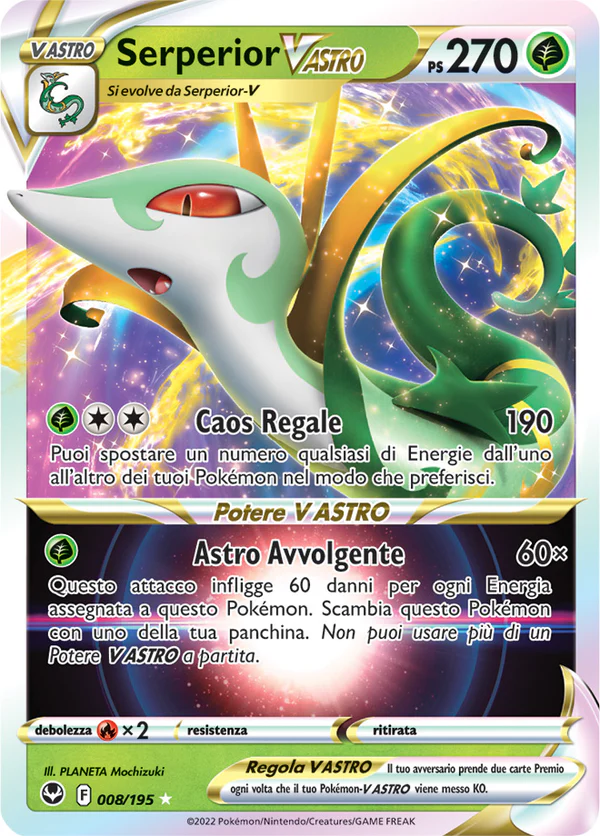 V ASTRO
Serperior V ASTRO
PS 270
Si evolve da Serperior-V
Caos Regale 190
Puoi spostare un numero qualsiasi di Energie dall'uno
all'altro dei tuoi Pokémon nel modo che preferisci.
Potere V ASTRO
Astro Avvolgente 60×
Questo attacco infligge 60 danni per ogni Energia
assegnata a questo Pokémon. Scambia questo Pokémon
con uno della tua panchina. Non puoi usare più di un
Potere V ASTRO a partita.
debolezza ×2 resistenza ritirata
Ill. PLANETA Mochizuki
F 008/195
Regola V ASTRO Il tuo avversario prende due carte Premio
ogni volta che il tuo Pokémon-V ASTRO viene messo KO.
©2022 Pokémon/Nintendo/Creatures/GAME FREAK